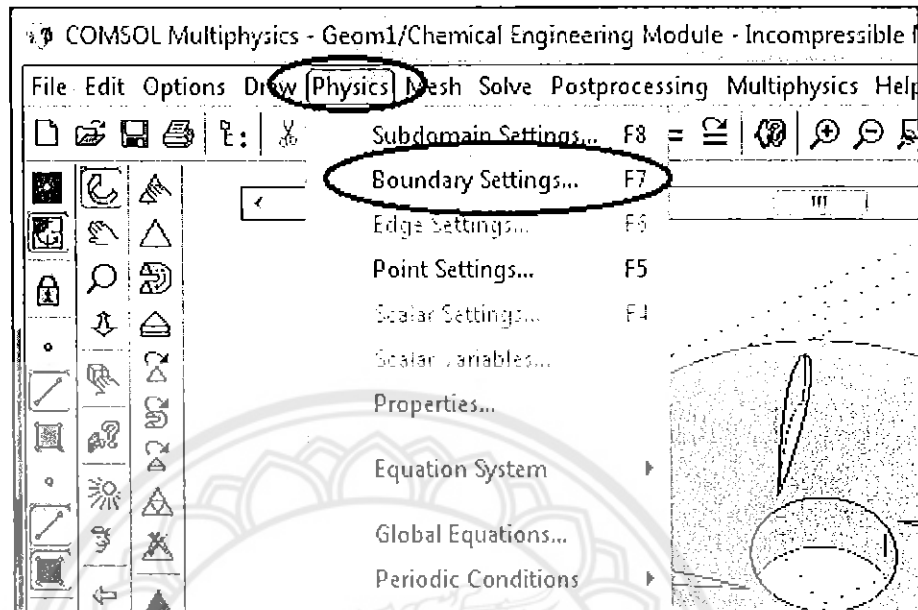 COMSOL Multiphysics - Geom1/Chemical Engineering Module - Incompressible
File Edit Options Draw Physics Mesh Solve Postprocessing Multiphysics Help
Subdomain Settings... F8
Boundary Settings... F7
Edge Settings... F6
Point Settings... F5
Scalar Settings... F4
Scalar Variables...
Properties...
Equation System
Global Equations...
Periodic Conditions